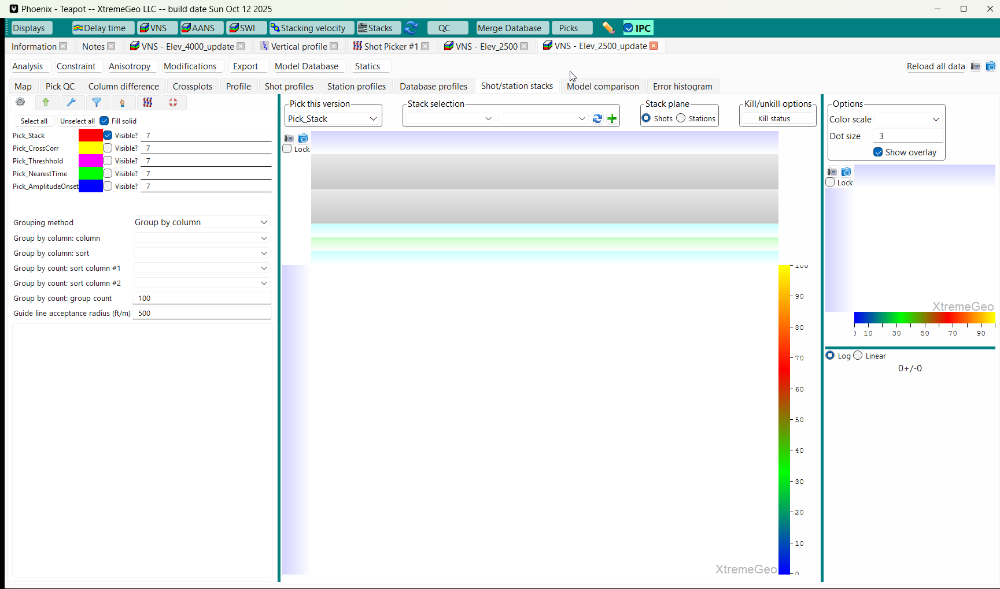 Phoenix - Teapot -- XtremeGeo LLC -- build date Sun Oct 12 2025
Displays Delay time VNS AANS SWI Stacking velocity Stacks QC Merge Database Picks IPC
Information Notes VNS - Elev_4000_update Vertical profile Shot Picker #1 VNS - Elev_2500 VNS - Elev_2500_update
Analysis Constraint Anisotropy Modifications Export Model Database Statics Reload all data
Map Pick QC Column difference Crossplots Profile Shot profiles Station profiles Database profiles Shot/station stacks Model comparison Error histogram
Select all Unselect all Fill solid
Pick_Stack Visible? 7
Pick_CrossCorr Visible? 7
Pick_Threshhold Visible? 7
Pick_NearestTime Visible? 7
Pick_AmplitudeOnset Visible? 7
Grouping method Group by column
Group by column: column
Group by column: sort
Group by count: sort column #1
Group by count: sort column #2
Group by count: group count 100
Guide line acceptance radius (ft/m) 500
Pick this version
Pick_Stack
Stack selection
Stack plane
Shots Stations
Kill/unkill options
Kill status
Lock
100
90
80
70
60
50
40
30
20
10
0
XtremeGeo
Options
Color scale
Dot size 3
Show overlay
Lock
XtremeGeo
0 10 30 50 70 90
Log Linear
0+/-0